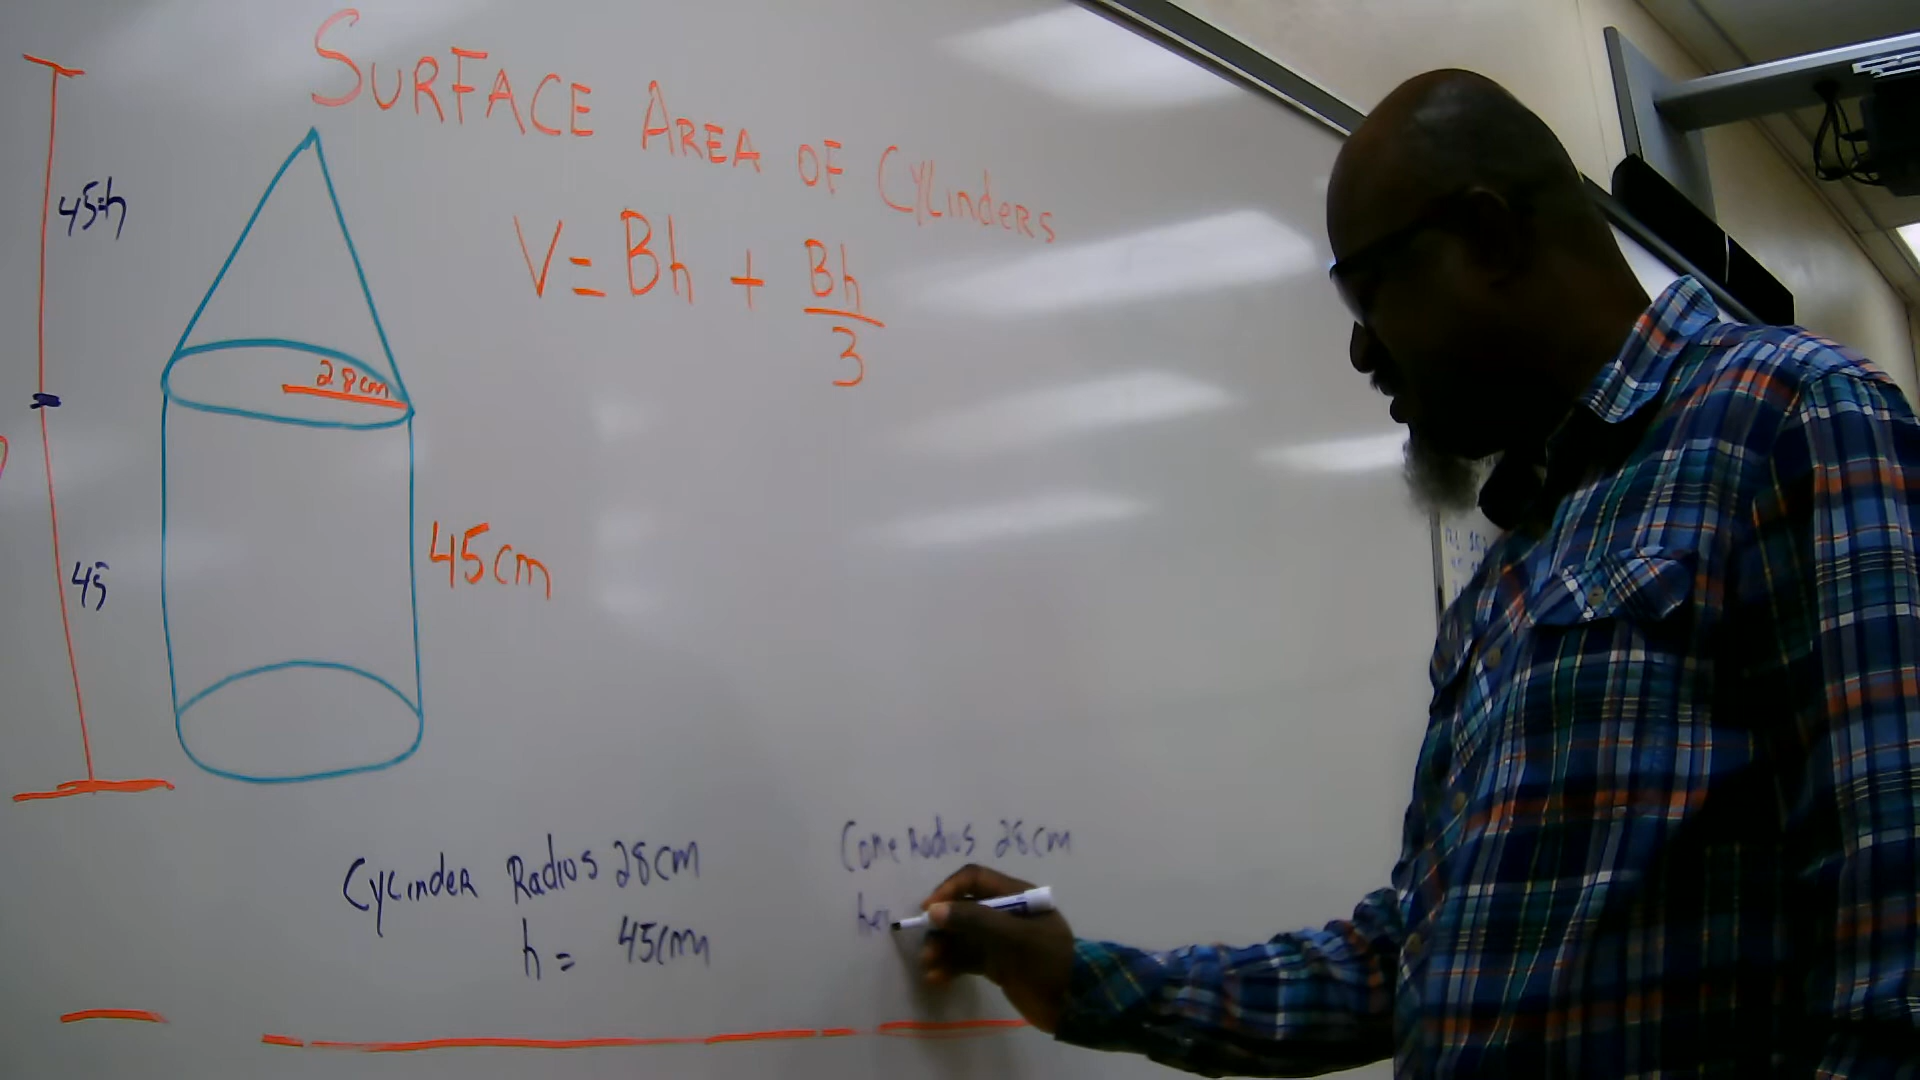 SURFACE AREA OF CYLINDERS
V = Bh + Bh/3
45=h
28cm
45cm
45
Cylinder Radius 28cm
h = 45cm
Cone Radius 28cm